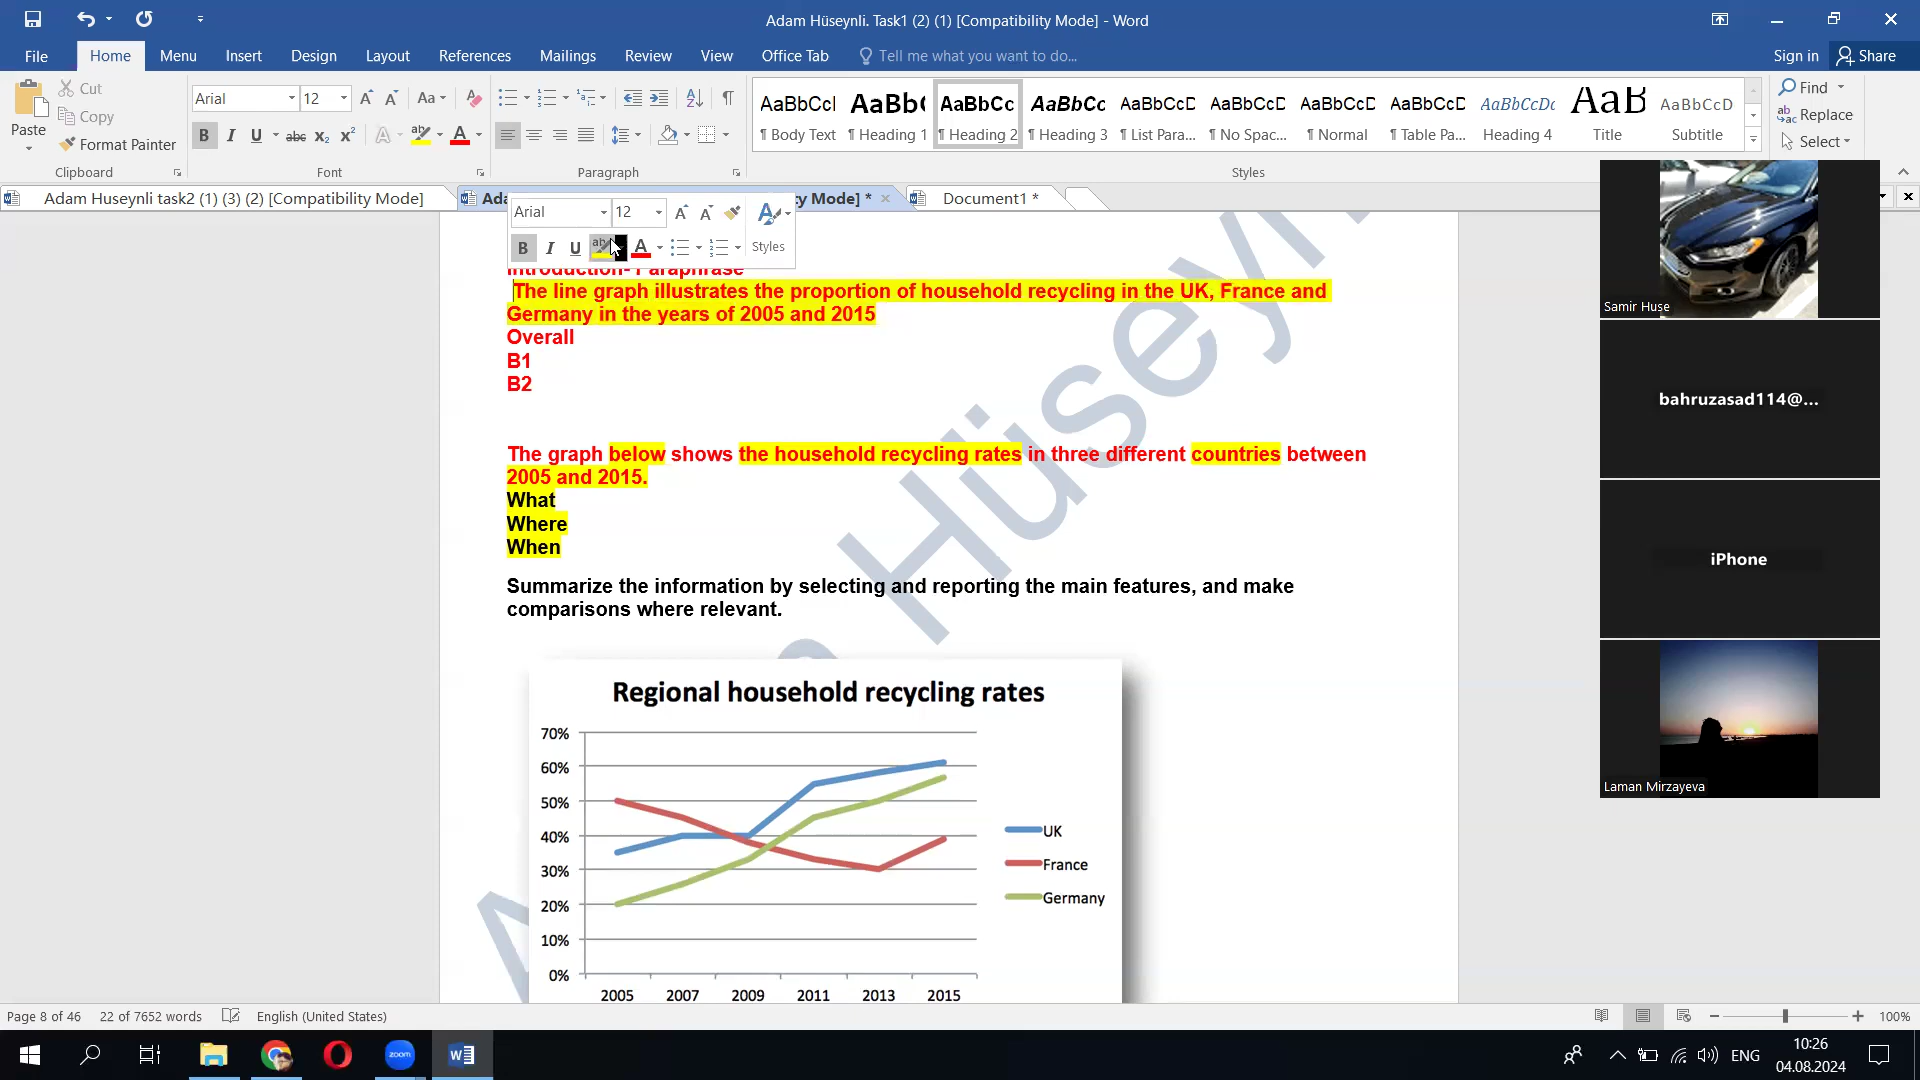 Adam Hüseynli. Task1 (2) (1) [Compatibility Mode] - Word
File Home Menu Insert Design Layout References Mailings Review View Office Tab Tell me what you want to do... Sign in Share
Paste
Cut
Copy
Format Painter
Clipboard
Arial 12
Font
Paragraph
AaBbCcI AaBb( AaBbCc AaBbCc AaBbCcD AaBbCcD AaBbCcD AaBbCcD AaBbCcDc AaB AaBbCcD
¶ Body Text ¶ Heading 1 ¶ Heading 2 ¶ Heading 3 ¶ List Para... ¶ No Spac... ¶ Normal ¶ Table Pa... Heading 4 Title Subtitle
Styles
Find
Replace
Select
Adam Huseynli task2 (1) (3) (2) [Compatibility Mode] Ada y Mode] * Document1 *
Arial 12
Styles
Introduction- Paraphrase
The line graph illustrates the proportion of household recycling in the UK, France and
Germany in the years of 2005 and 2015
Overall
B1
B2
The graph below shows the household recycling rates in three different countries between
2005 and 2015.
What
Where
When
Summarize the information by selecting and reporting the main features, and make
comparisons where relevant.
Regional household recycling rates
70%
60%
50%
40%
30%
20%
10%
0%
2005 2007 2009 2011 2013 2015
UK
France
Germany
Samir Huse
bahruzasad114@...
iPhone
Laman Mirzayeva
Page 8 of 46 22 of 7652 words English (United States) 100%
zoom
ENG
10:26
04.08.2024